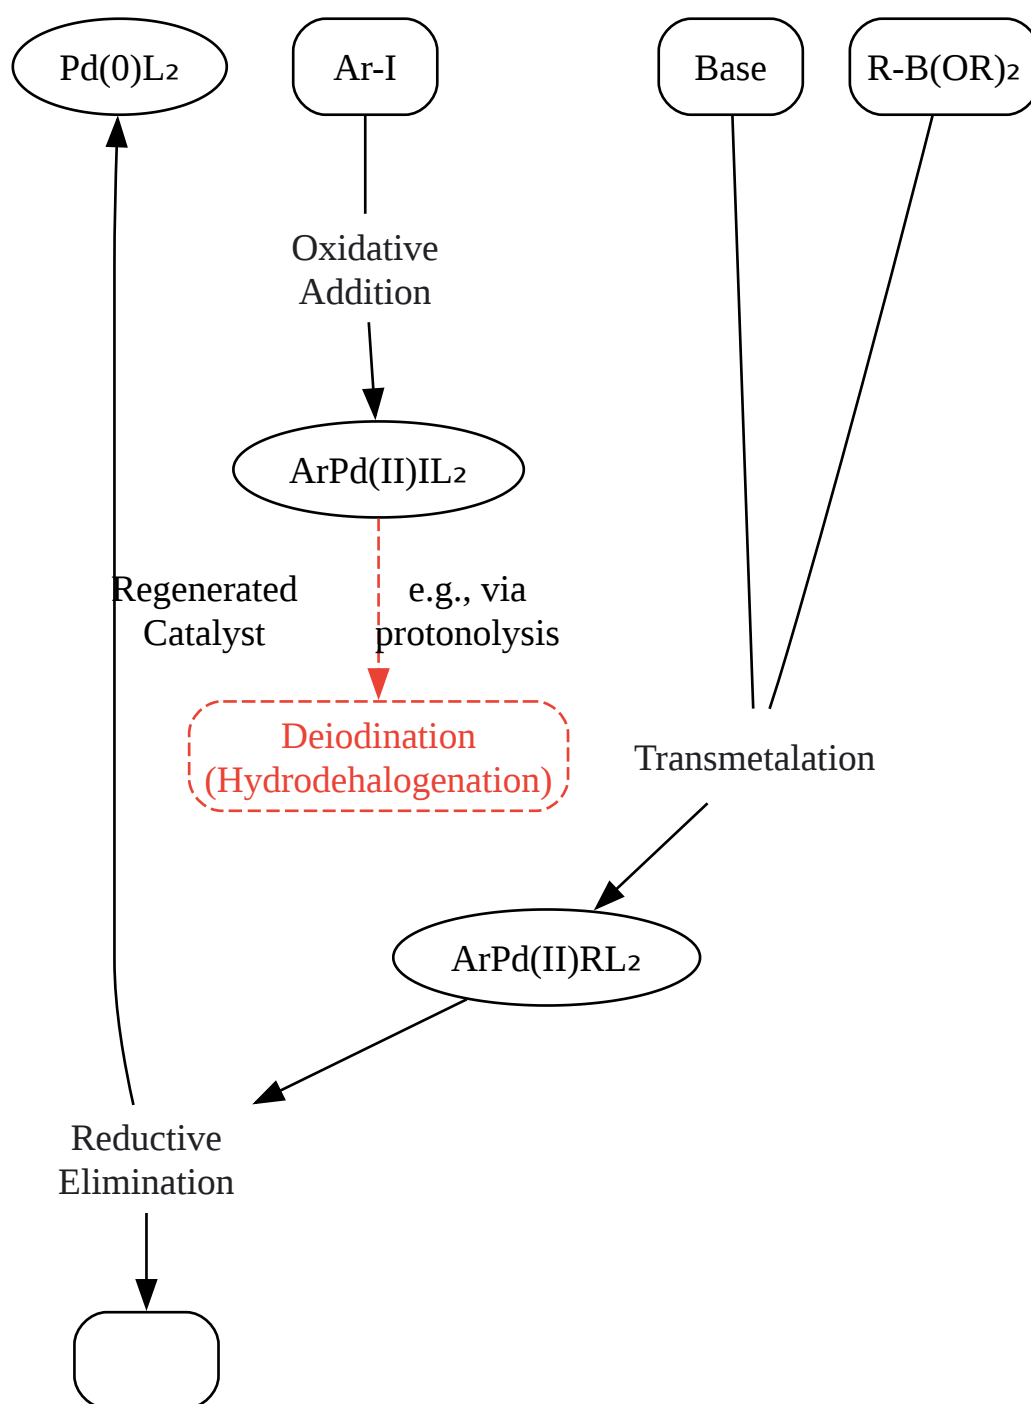 Pd(0)L₂
Ar-I
Base
R-B(OR)₂
Oxidative
Addition
ArPd(II)IL₂
Regenerated
Catalyst
e.g., via
protonolysis
Deiodination
(Hydrodehalogenation)
Transmetalation
ArPd(II)RL₂
Reductive
Elimination